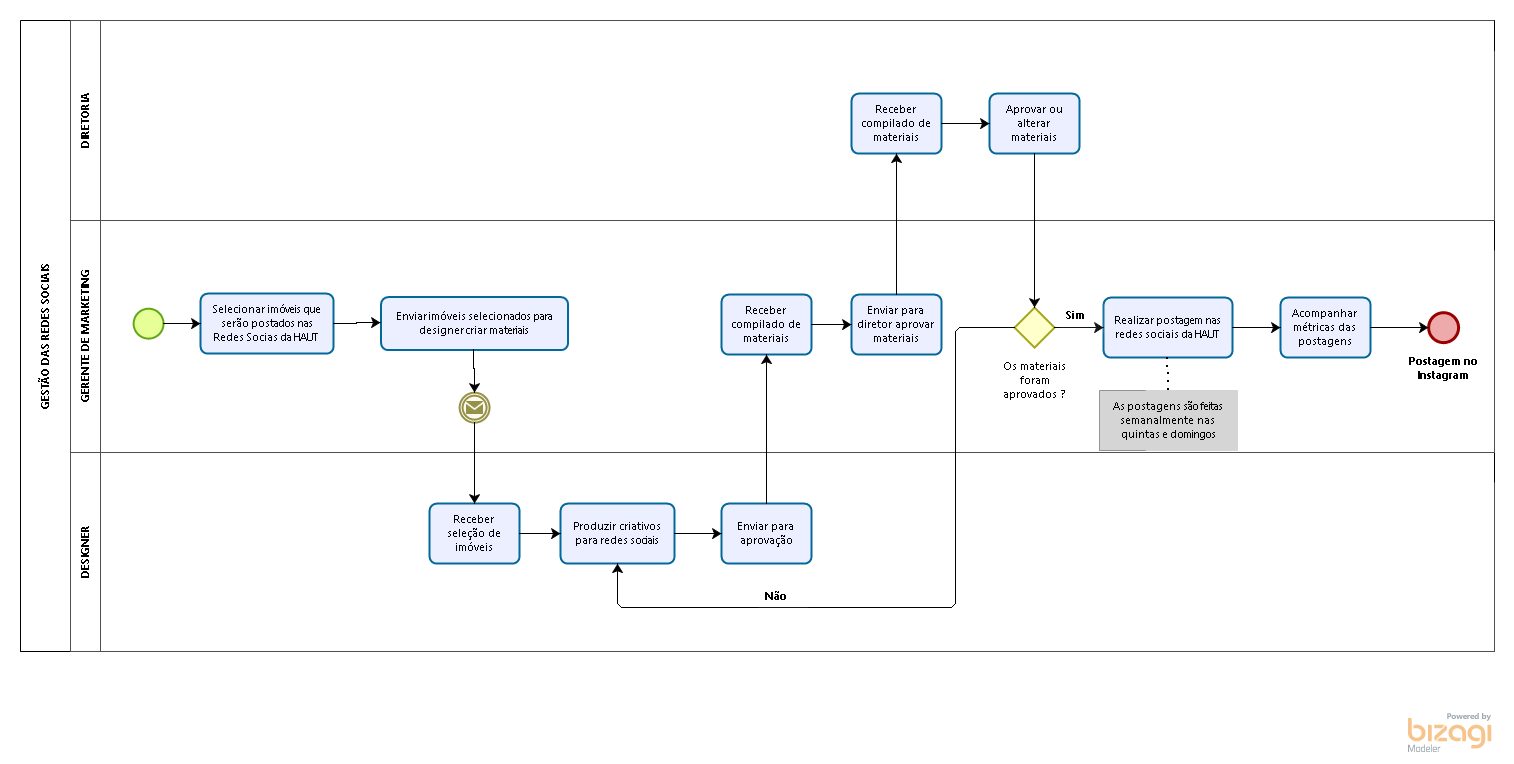 GESTÃO DAS REDES SOCIAIS
DIRETORIA
Receber
compilado de
materiais
Aprovar ou
alterar
materiais
GERENTE DE MARKETING
Selecionar imóveis que
serão postados nas
Redes Socias da HAUT
Enviar imóveis selecionados para
designer criar materiais
Receber
compilado de
materiais
Enviar para
diretor aprovar
materiais
Os materiais
foram
aprovados ?
Sim
Realizar postagem nas
redes sociais da HAUT
As postagens são feitas
semanalmente nas
quintas e domingos
Acompanhar
métricas das
postagens
Postagem no
Instagram
DESIGNER
Receber
seleção de
imóveis
Produzir criativos
para redes sociais
Enviar para
aprovação
Não
Powered by
bizagi
Modeler